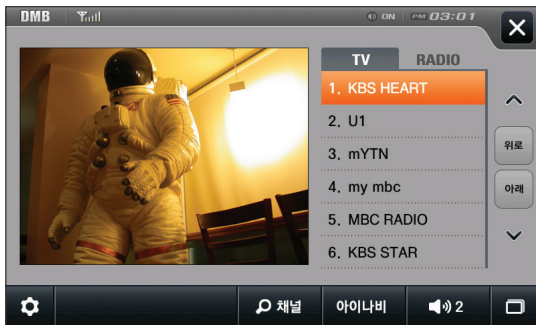 DMB
ON PM 03:01
TV RADIO
1. KBS HEART
2. U1
3. mYTN
4. my mbc
5. MBC RADIO
6. KBS STAR
위로
아래
채널 아이나비 2